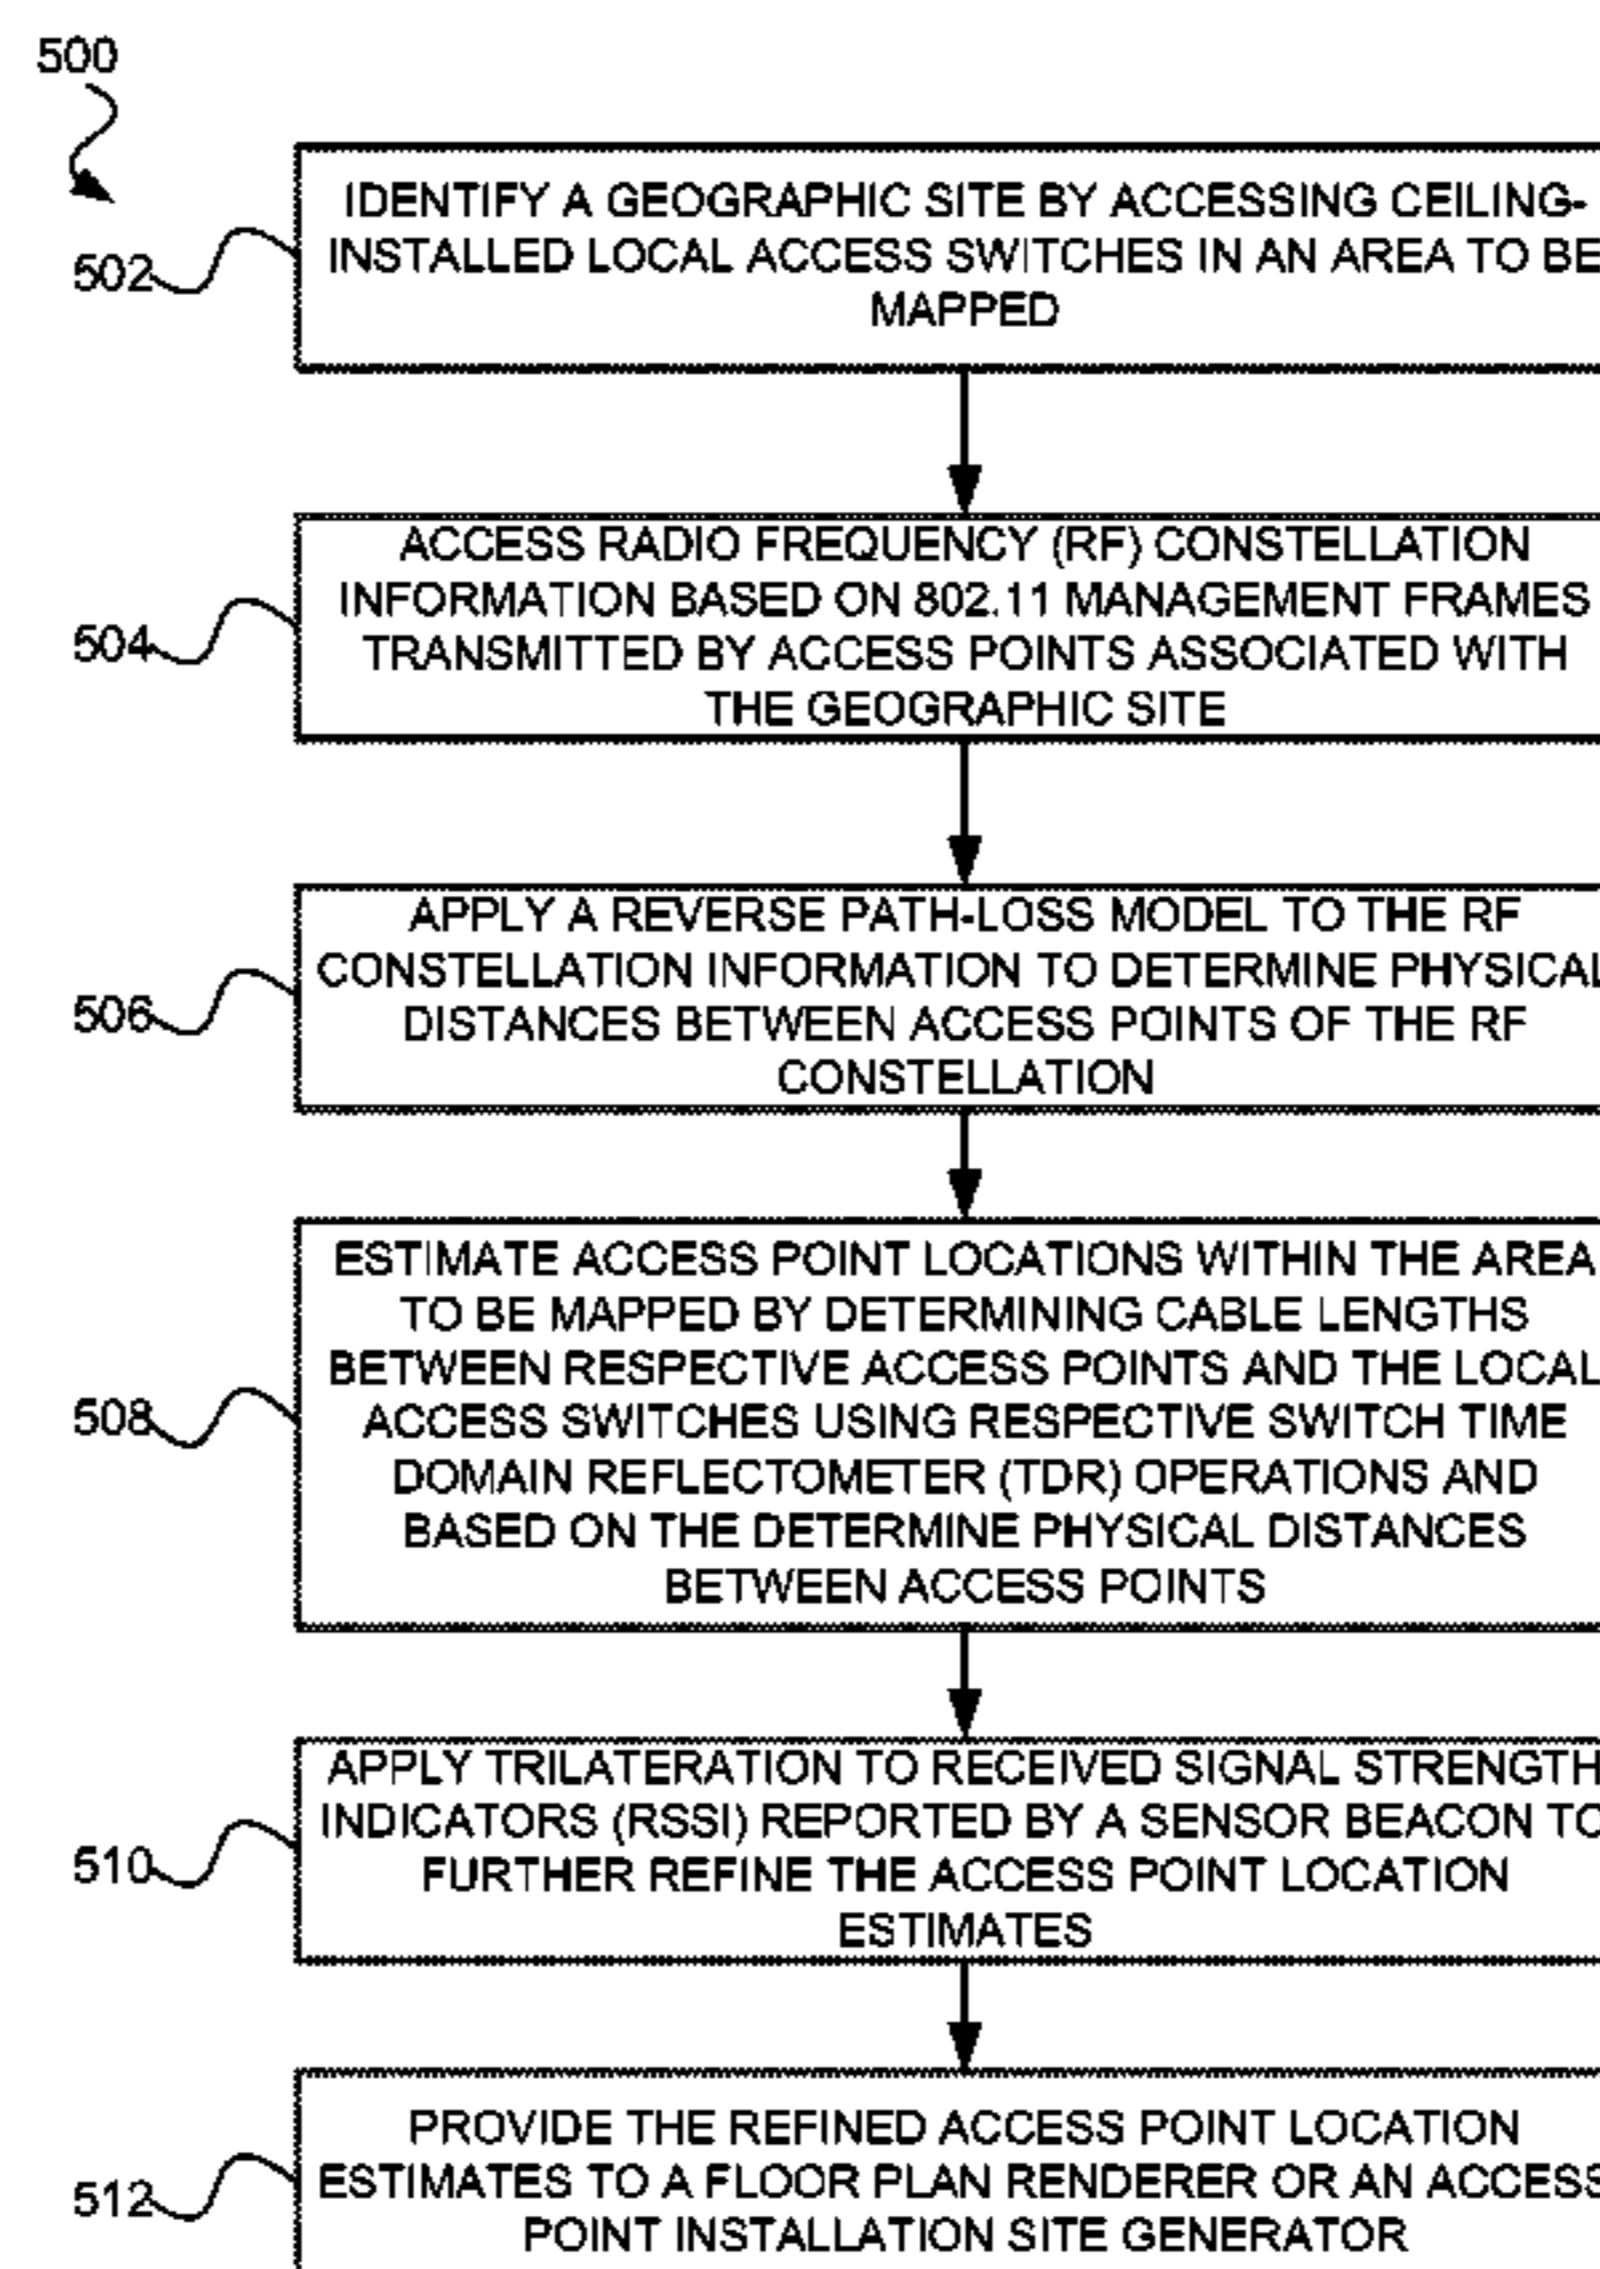 500
502
IDENTIFY A GEOGRAPHIC SITE BY ACCESSING CEILING-
INSTALLED LOCAL ACCESS SWITCHES IN AN AREA TO BE
MAPPED
504
ACCESS RADIO FREQUENCY (RF) CONSTELLATION
INFORMATION BASED ON 802.11 MANAGEMENT FRAMES
TRANSMITTED BY ACCESS POINTS ASSOCIATED WITH
THE GEOGRAPHIC SITE
506
APPLY A REVERSE PATH-LOSS MODEL TO THE RF
CONSTELLATION INFORMATION TO DETERMINE PHYSICAL
DISTANCES BETWEEN ACCESS POINTS OF THE RF
CONSTELLATION
508
ESTIMATE ACCESS POINT LOCATIONS WITHIN THE AREA
TO BE MAPPED BY DETERMINING CABLE LENGTHS
BETWEEN RESPECTIVE ACCESS POINTS AND THE LOCAL
ACCESS SWITCHES USING RESPECTIVE SWITCH TIME
DOMAIN REFLECTOMETER (TDR) OPERATIONS AND
BASED ON THE DETERMINE PHYSICAL DISTANCES
BETWEEN ACCESS POINTS
510
APPLY TRILATERATION TO RECEIVED SIGNAL STRENGTH
INDICATORS (RSSI) REPORTED BY A SENSOR BEACON TO
FURTHER REFINE THE ACCESS POINT LOCATION
ESTIMATES
512
PROVIDE THE REFINED ACCESS POINT LOCATION
ESTIMATES TO A FLOOR PLAN RENDERER OR AN ACCESS
POINT INSTALLATION SITE GENERATOR